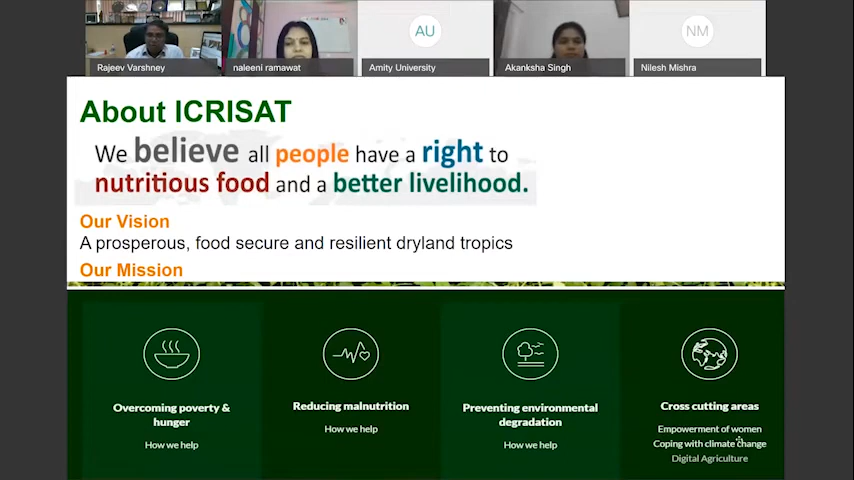 Rajeev Varshney
naleeni ramawat
AU
Amity University
Akanksha Singh
NM
Nilesh Mishra
About ICRISAT
We believe all people have a right to
nutritious food and a better livelihood.
Our Vision
A prosperous, food secure and resilient dryland tropics
Our Mission
Overcoming poverty &
hunger
How we help
Reducing malnutrition
How we help
Preventing environmental
degradation
How we help
Cross cutting areas
Empowerment of women
Coping with climate change
Digital Agriculture